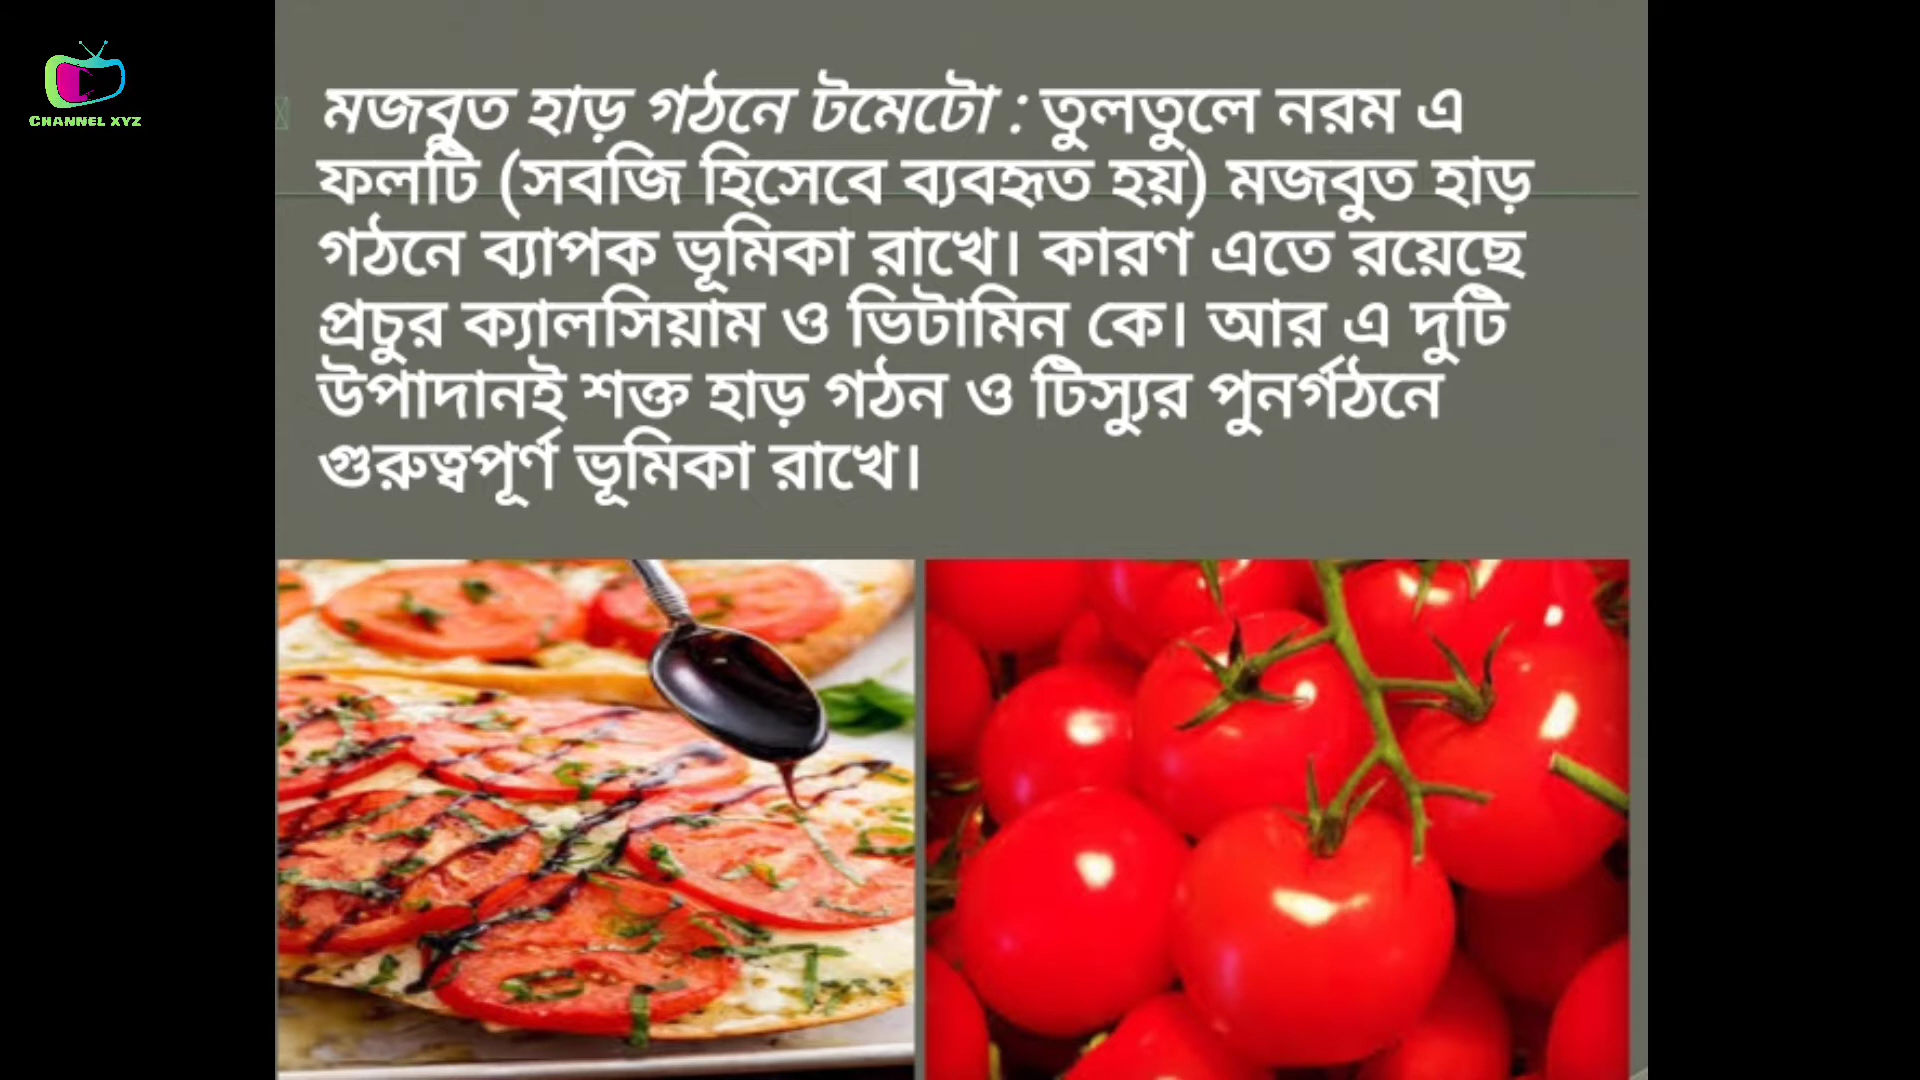 CHANNEL XYZ
মজবুত হাড় গঠনে টমেটো : তুলতুলে নরম এ
ফলটি (সবজি হিসেবে ব্যবহৃত হয়) মজবুত হাড়
গঠনে ব্যাপক ভূমিকা রাখে। কারণ এতে রয়েছে
প্রচুর ক্যালসিয়াম ও ভিটামিন কে। আর এ দুটি
উপাদানই শক্ত হাড় গঠন ও টিস্যুর পুনর্গঠনে
গুরুত্বপূর্ণ ভূমিকা রাখে।